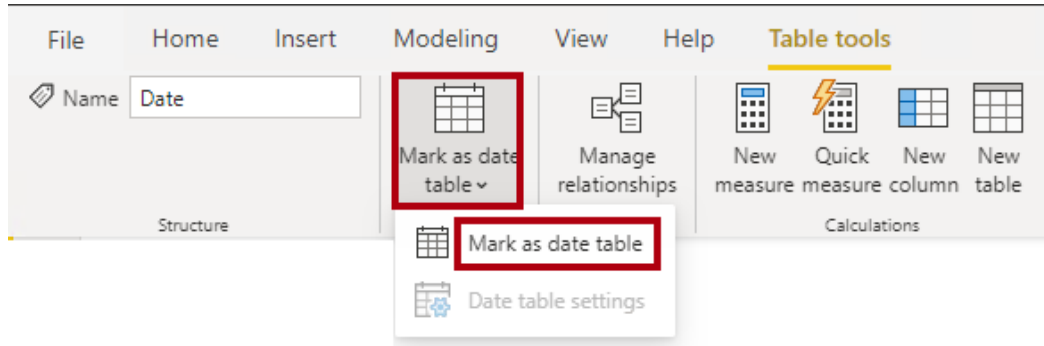 File Home Insert Modeling View Help Table tools
Name Date
Mark as date
table
Manage
relationships
New
measure
Quick
measure
New
column
New
table
Structure
Calculations
Mark as date table
Date table settings